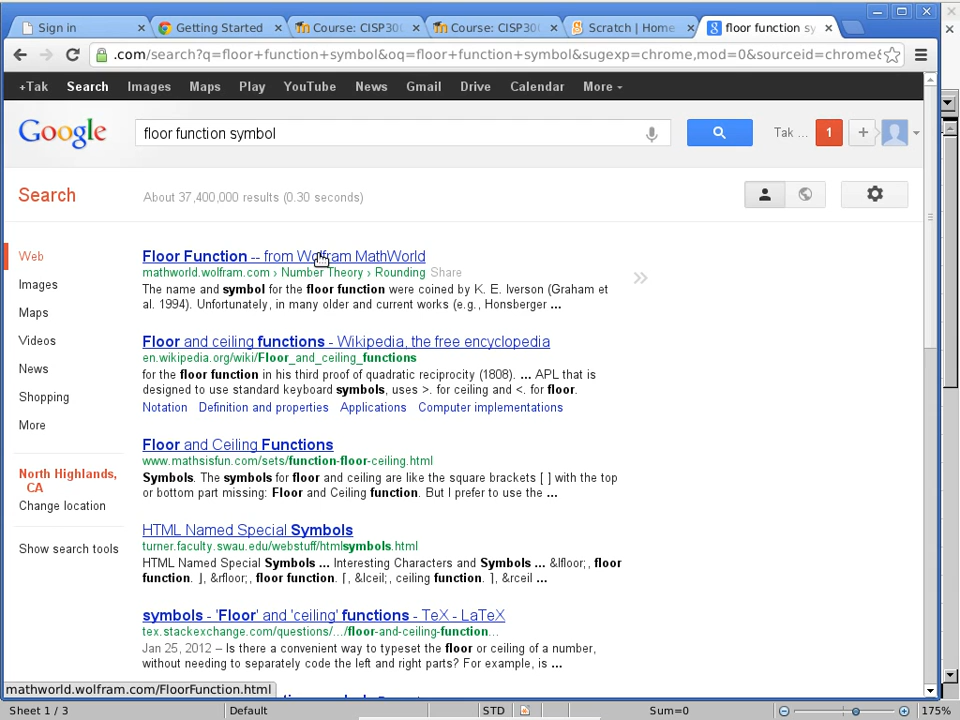 Sign in
Getting Started
Course: CISP300
Course: CISP300
Scratch | Home
floor function sy
.com/search?q=floor+function+symbol&oq=floor+function+symbol&sugexp=chrome,mod=0&sourceid=chrome&
+Tak Search Images Maps Play YouTube News Gmail Drive Calendar More
Google
floor function symbol
Tak ...
1
Search
About 37,400,000 results (0.30 seconds)
Web
Images
Maps
Videos
News
Shopping
More
North Highlands,
CA
Change location
Show search tools
Floor Function -- from Wolfram MathWorld
mathworld.wolfram.com › Number Theory › Rounding Share
The name and symbol for the floor function were coined by K. E. Iverson (Graham et
al. 1994). Unfortunately, in many older and current works (e.g., Honsberger ...
Floor and ceiling functions - Wikipedia, the free encyclopedia
en.wikipedia.org/wiki/Floor_and_ceiling_functions
for the floor function in his third proof of quadratic reciprocity (1808). ... APL that is
designed to use standard keyboard symbols, uses >. for ceiling and <. for floor.
Notation Definition and properties Applications Computer implementations
Floor and Ceiling Functions
www.mathsisfun.com/sets/function-floor-ceiling.html
Symbols. The symbols for floor and ceiling are like the square brackets [ ] with the top
or bottom part missing: Floor and Ceiling function. But I prefer to use the ...
HTML Named Special Symbols
turner.faculty.swau.edu/webstuff/htmlsymbols.html
HTML Named Special Symbols ... Interesting Characters and Symbols ... &lfloor;, floor
function. ⌋, &rfloor;, floor function. ⌈, &lceil;, ceiling function. ⌉, &rceil ...
symbols - 'Floor' and 'ceiling' functions - TeX - LaTeX
tex.stackexchange.com/questions/.../floor-and-ceiling-function...
Jan 25, 2012 – Is there a convenient way to typeset the floor or ceiling of a number,
without needing to separately code the left and right parts? For example, is ...
mathworld.wolfram.com/FloorFunction.html
Sheet 1 / 3
Default
STD
Sum=0
175%